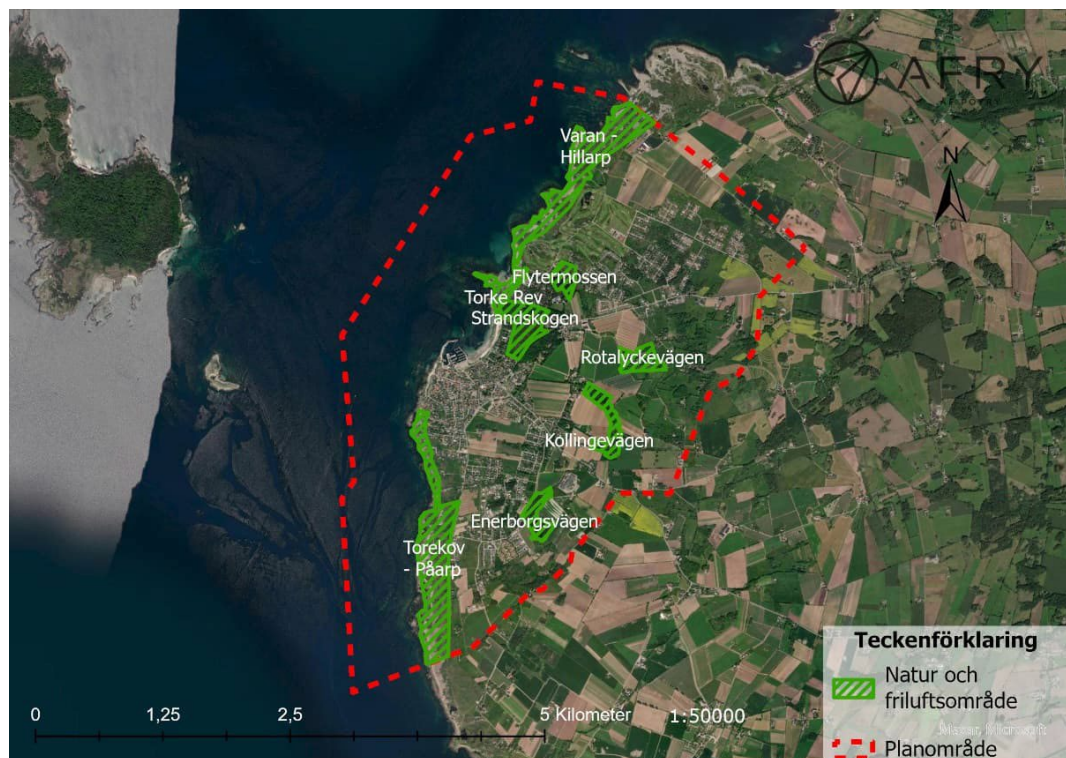 AFRY
N
Varan -
Hillarp
Flytermossen
Torke Rev
Strandskogen
Rotalyckevägen
Kollingevägen
Enerborgsvägen
Torekov
- Påarp
0 1,25 2,5 5 Kilometer 1:50000
Teckenförklaring
Natur och
friluftsområde
Planområde